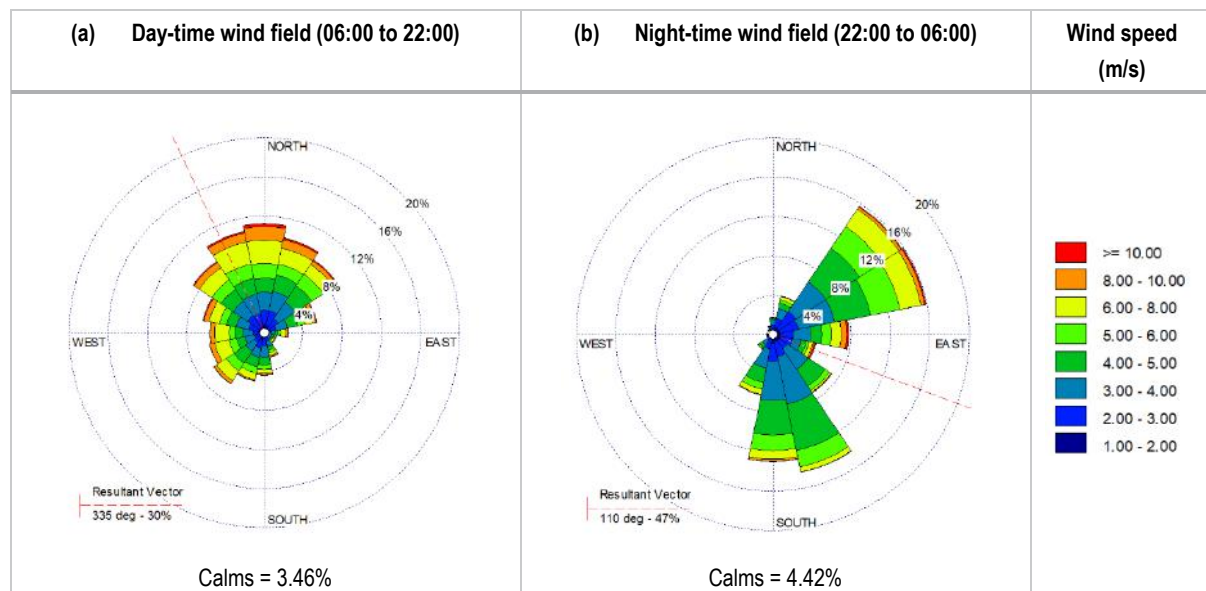 (a) Day-time wind field (06:00 to 22:00)
(b) Night-time wind field (22:00 to 06:00)
Wind speed
(m/s)
NORTH
20%
16%
12%
8%
4%
WEST
EAST
Resultant Vector
335 deg - 30%
SOUTH
Calms = 3.46%
NORTH
20%
16%
12%
8%
4%
WEST
EAST
Resultant Vector
110 deg - 47%
SOUTH
Calms = 4.42%
>= 10.00
8.00 - 10.00
6.00 - 8.00
5.00 - 6.00
4.00 - 5.00
3.00 - 4.00
2.00 - 3.00
1.00 - 2.00